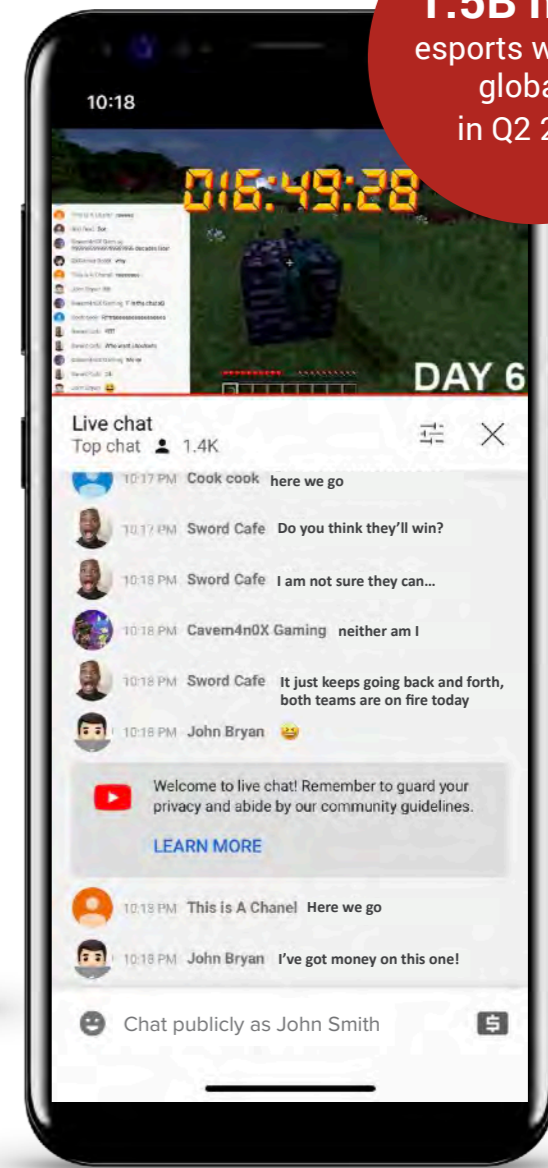 1.5B
esports
globa
in Q2 2
10:18
016:49:28
DAY 6
Live chat
Top chat 1.4K
10:17 PM Cook cook here we go
10:17 PM Sword Cafe Do you think they'll win?
10:18 PM Sword Cafe I am not sure they can...
10:18 PM Cavem4n0X Gaming neither am I
10:18 PM Sword Cafe It just keeps going back and forth,
both teams are on fire today
10:18 PM John Bryan 😆
Welcome to live chat! Remember to guard your
privacy and abide by our community guidelines.
LEARN MORE
10:18 PM This is A Chanel Here we go
10:18 PM John Bryan I've got money on this one!
Chat publicly as John Smith